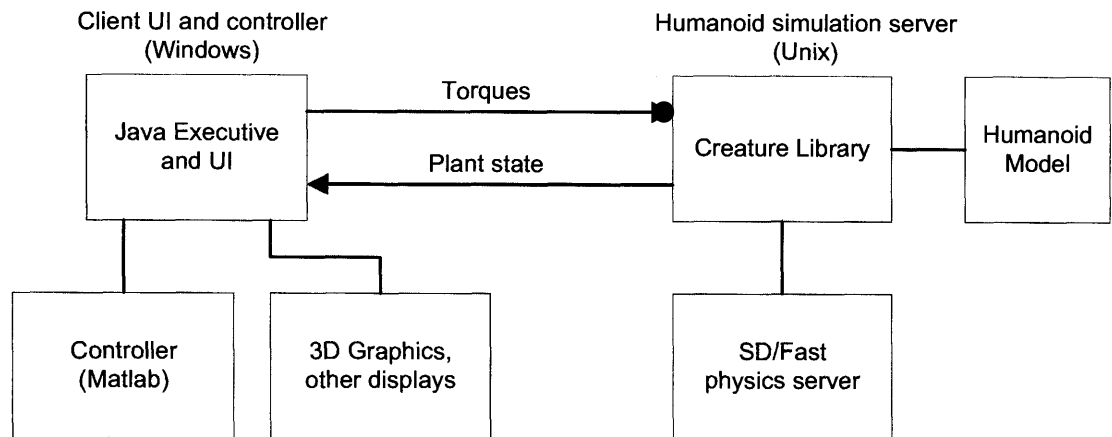 Client UI and controller
(Windows)
Humanoid simulation server
(Unix)
Java Executive
and UI
Torques
Plant state
Creature Library
Humanoid
Model
Controller
(Matlab)
3D Graphics,
other displays
SD/Fast
physics server